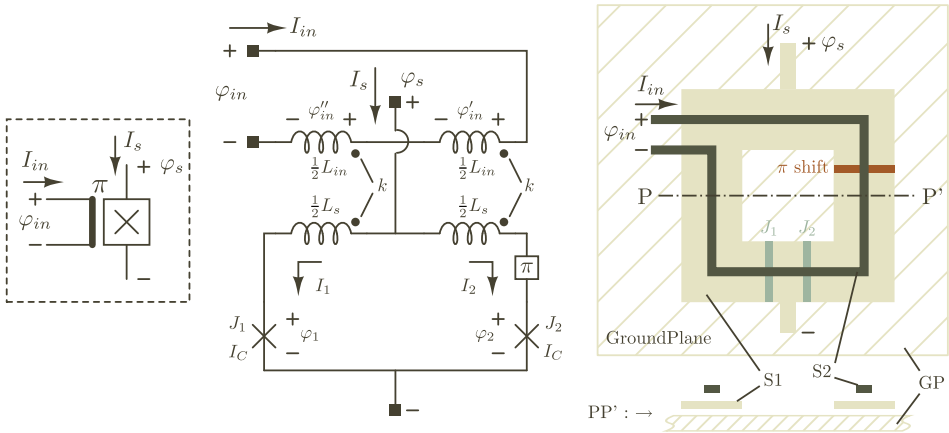 I_s
+ φ_s
I_in
π
+
φ_in
−
−
I_in
+
φ_in
I_s
φ_s
+
−
− φ''_in +
− φ'_in +
½L_in
½L_in
k
k
½L_s
½L_s
π
I_1
I_2
J_1
+
φ_1
I_C
−
+
φ_2
−
J_2
I_C
−
I_s
+ φ_s
I_in
+
φ_in
−
π shift
P
P'
J_1
J_2
−
GroundPlane
S1
S2
GP
PP' : →